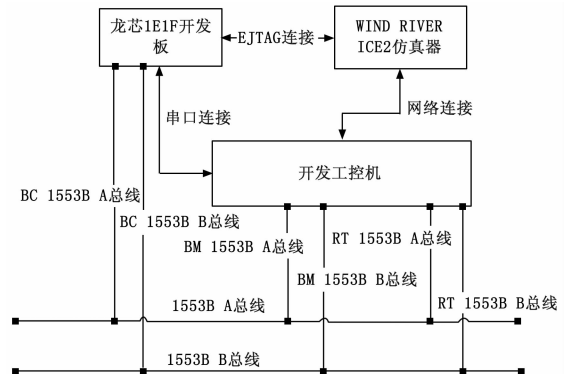 龙芯1E1F开发
板
EJTAG连接
WIND RIVER
ICE2仿真器
串口连接
网络连接
开发工控机
BC 1553B A总线
BC 1553B B总线
BM 1553B A总线
RT 1553B A总线
BM 1553B B总线
RT 1553B B总线
1553B A总线
1553B B总线